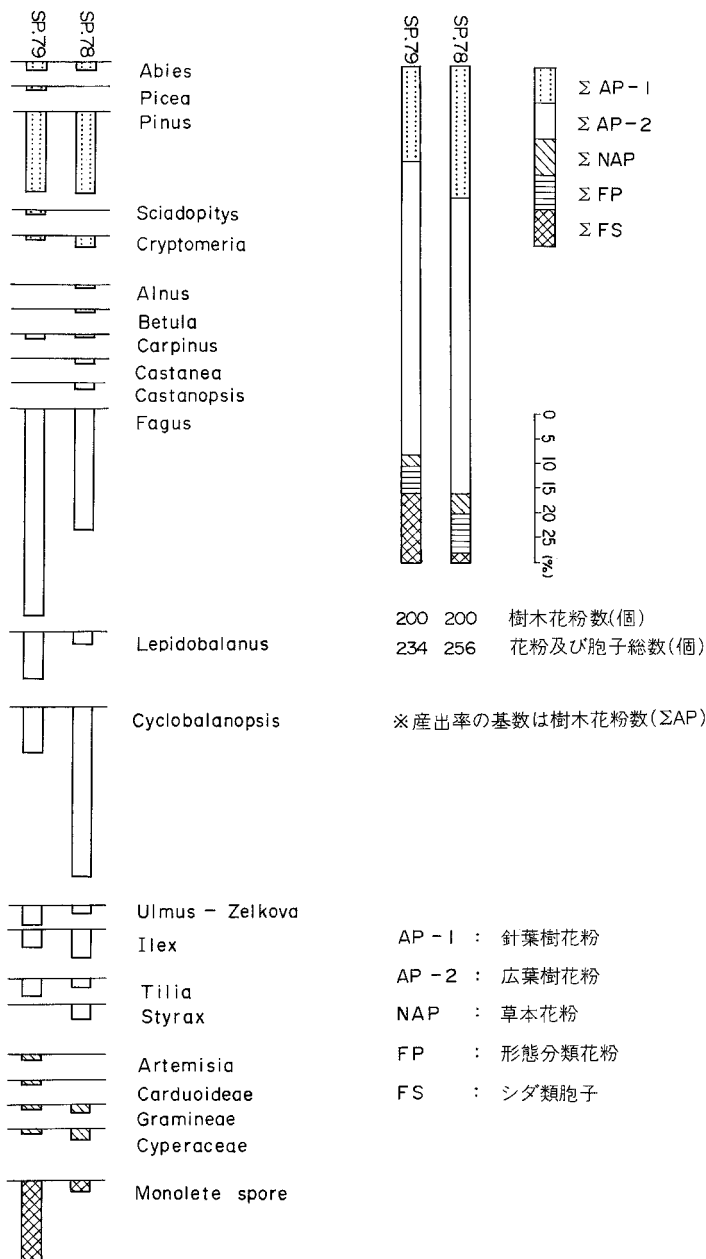 SP.79 SP.78
Abies
Picea
Pinus
Sciadopitys
Cryptomeria
Alnus
Betula
Carpinus
Castanea
Castanopsis
Fagus
Lepidobalanus
Cyclobalanopsis
Ulmus - Zelkova
Ilex
Tilia
Styrax
Artemisia
Carduoideae
Gramineae
Cyperaceae
Monolete spore
SP.79 SP.78
Σ AP-1
Σ AP-2
Σ NAP
Σ FP
Σ FS
0 5 10 15 20 25 (%)
200 200 樹木花粉数(個)
234 256 花粉及び胞子総数(個)
※産出率の基数は樹木花粉数(ΣAP)
AP-1 : 針葉樹花粉
AP-2 : 広葉樹花粉
NAP : 草本花粉
FP : 形態分類花粉
FS : シダ類胞子